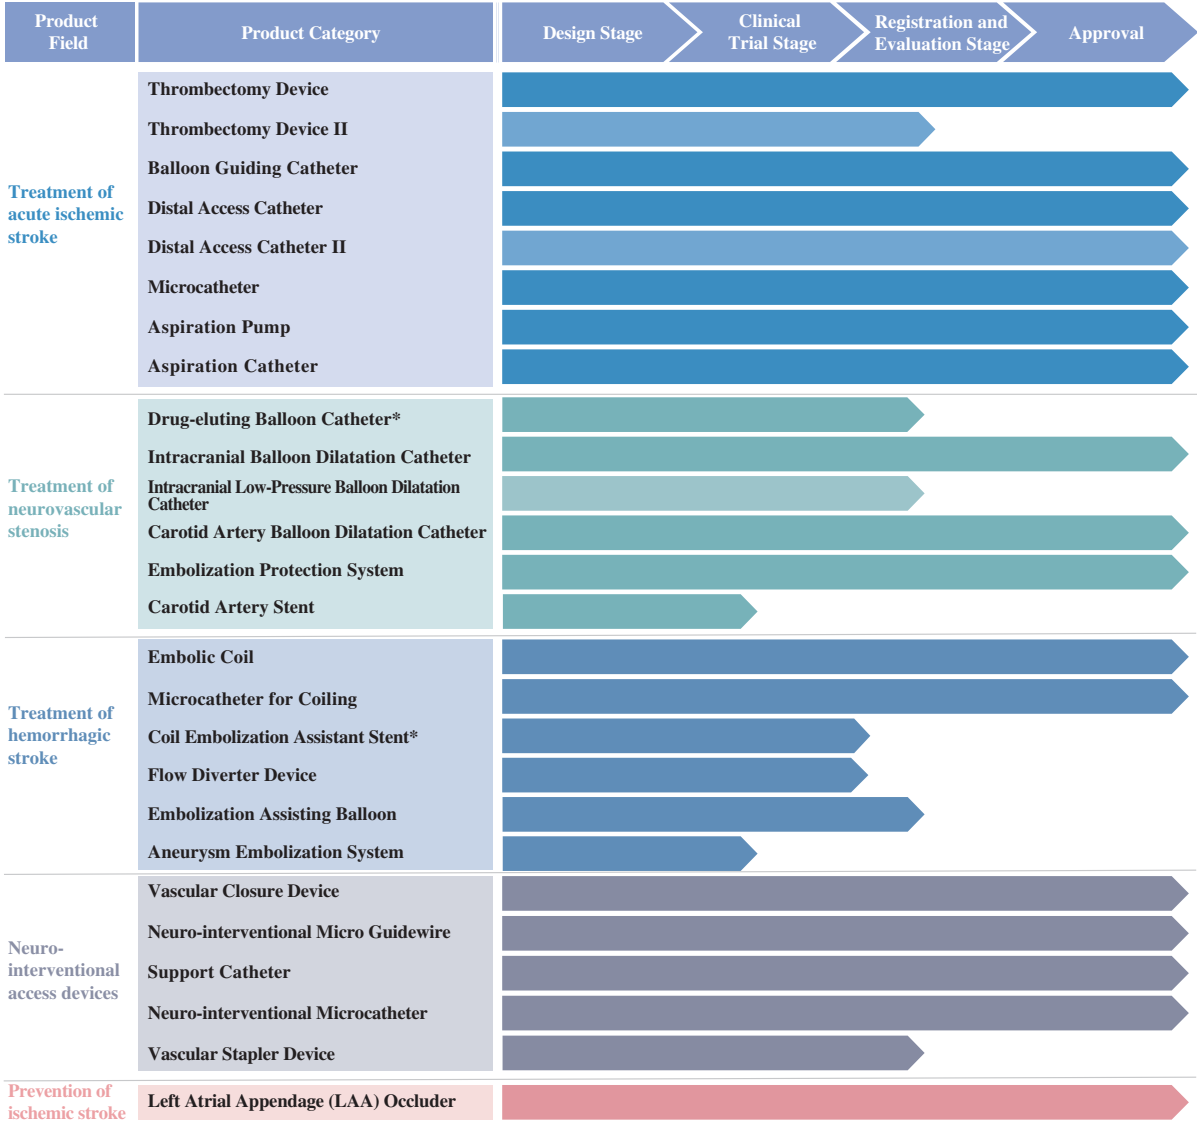 Product
Field
Product Category
Design Stage
Clinical
Trial Stage
Registration and
Evaluation Stage
Approval
Treatment of
acute ischemic
stroke
Thrombectomy Device
Thrombectomy Device II
Balloon Guiding Catheter
Distal Access Catheter
Distal Access Catheter II
Microcatheter
Aspiration Pump
Aspiration Catheter
Treatment of
neurovascular
stenosis
Drug-eluting Balloon Catheter*
Intracranial Balloon Dilatation Catheter
Intracranial Low-Pressure Balloon Dilatation
Catheter
Carotid Artery Balloon Dilatation Catheter
Embolization Protection System
Carotid Artery Stent
Treatment of
hemorrhagic
stroke
Embolic Coil
Microcatheter for Coiling
Coil Embolization Assistant Stent*
Flow Diverter Device
Embolization Assisting Balloon
Aneurysm Embolization System
Neuro-
interventional
access devices
Vascular Closure Device
Neuro-interventional Micro Guidewire
Support Catheter
Neuro-interventional Microcatheter
Vascular Stapler Device
Prevention of
ischemic stroke
Left Atrial Appendage (LAA) Occluder